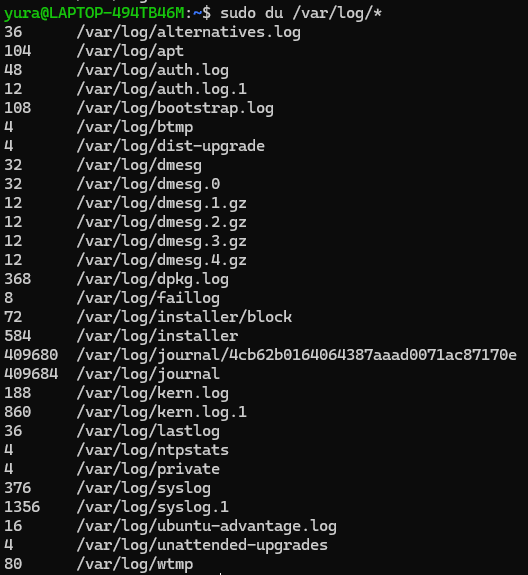 yura@LAPTOP-494TB46M:~$ sudo du /var/log/*
36 /var/log/alternatives.log
104 /var/log/apt
48 /var/log/auth.log
12 /var/log/auth.log.1
108 /var/log/bootstrap.log
4 /var/log/btmp
4 /var/log/dist-upgrade
32 /var/log/dmesg
32 /var/log/dmesg.0
12 /var/log/dmesg.1.gz
12 /var/log/dmesg.2.gz
12 /var/log/dmesg.3.gz
12 /var/log/dmesg.4.gz
368 /var/log/dpkg.log
8 /var/log/faillog
72 /var/log/installer/block
584 /var/log/installer
409680 /var/log/journal/4cb62b0164064387aaad0071ac87170e
409684 /var/log/journal
188 /var/log/kern.log
860 /var/log/kern.log.1
36 /var/log/lastlog
4 /var/log/ntpstats
4 /var/log/private
376 /var/log/syslog
1356 /var/log/syslog.1
16 /var/log/ubuntu-advantage.log
4 /var/log/unattended-upgrades
80 /var/log/wtmp